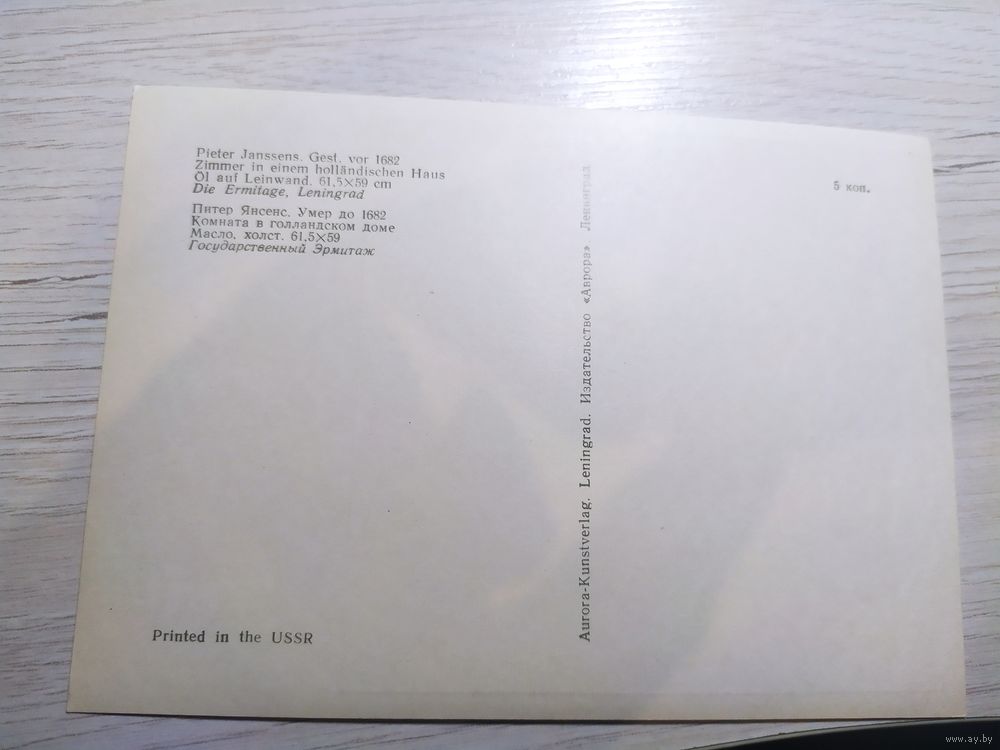 Pieter Janssens. Gest. vor 1682
Zimmer in einem holländischen Haus
Öl auf Leinwand. 61,5×59 cm
Die Ermitage, Leningrad
Питер Янсенс. Умер до 1682
Комната в голландском доме
Масло, холст. 61,5×59
Государственный Эрмитаж
5 коп.
Aurora-Kunstverlag. Leningrad. Издательство «Аврора» Ленинград
Printed in the USSR
www.ay.by